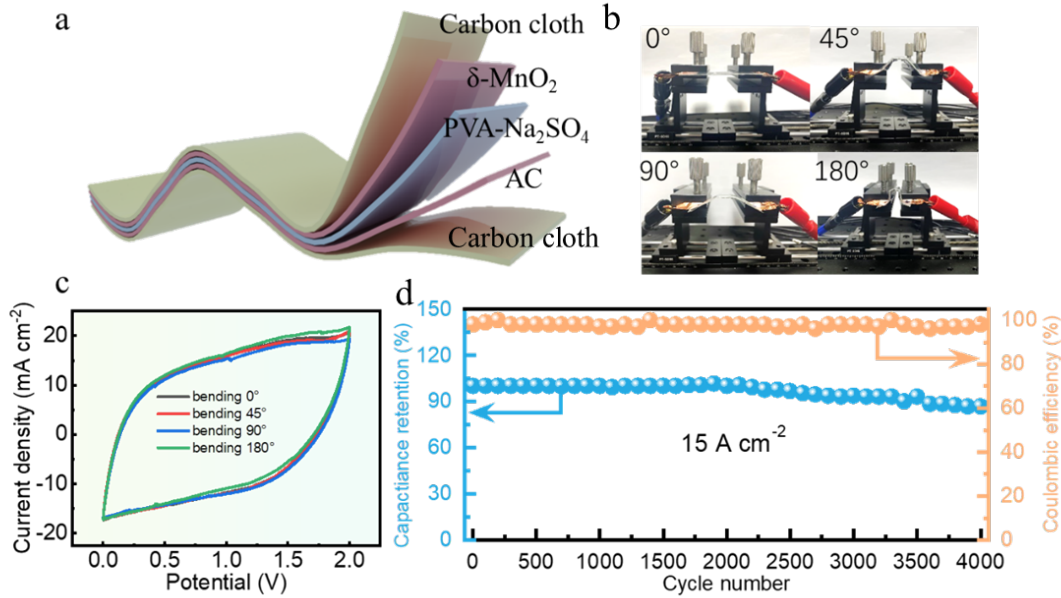 a
Carbon cloth
δ-MnO2
PVA-Na2SO4
AC
Carbon cloth
b
0°
45°
90°
180°
c
Current density (mA cm-2)
20
10
0
-10
-20
bending 0°
bending 45°
bending 90°
bending 180°
0.0
0.5
1.0
1.5
2.0
Potential (V)
d
Capactiance retention (%)
150
120
90
60
30
0
15 A cm-2
100
80
60
40
20
0
Coulombic efficiency (%)
0
500
1000
1500
2000
2500
3000
3500
4000
Cycle number